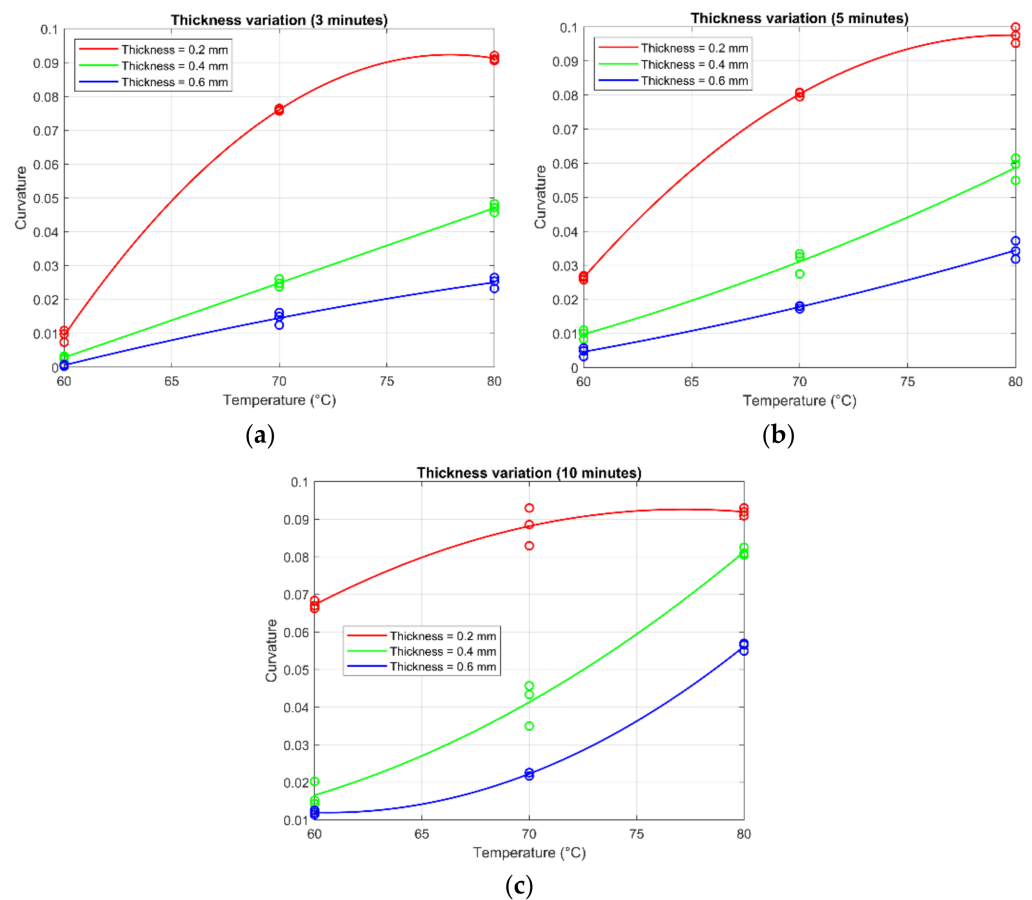 Thickness variation (3 minutes)
0.1
0.09
0.08
0.07
0.06
0.05
0.04
0.03
0.02
0.01
0
Curvature
Thickness = 0.2 mm
Thickness = 0.4 mm
Thickness = 0.6 mm
60 65 70 75 80
Temperature (°C)
(a)
Thickness variation (5 minutes)
0.1
0.09
0.08
0.07
0.06
0.05
0.04
0.03
0.02
0.01
0
Curvature
Thickness = 0.2 mm
Thickness = 0.4 mm
Thickness = 0.6 mm
60 65 70 75 80
Temperature (°C)
(b)
Thickness variation (10 minutes)
0.1
0.09
0.08
0.07
0.06
0.05
0.04
0.03
0.02
0.01
Curvature
Thickness = 0.2 mm
Thickness = 0.4 mm
Thickness = 0.6 mm
60 65 70 75 80
Temperature (°C)
(c)